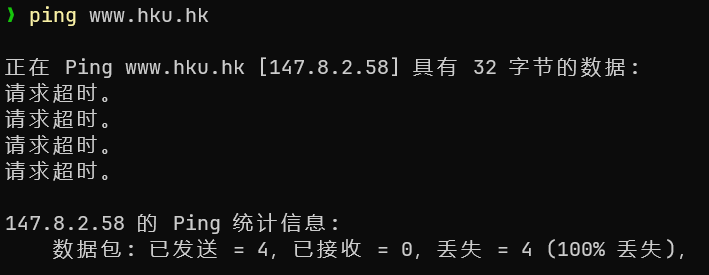 ❯ ping www.hku.hk
正在 Ping www.hku.hk [147.8.2.58] 具有 32 字节的数据:
请求超时。
请求超时。
请求超时。
请求超时。
147.8.2.58 的 Ping 统计信息:
数据包: 已发送 = 4, 已接收 = 0, 丢失 = 4 (100% 丢失),